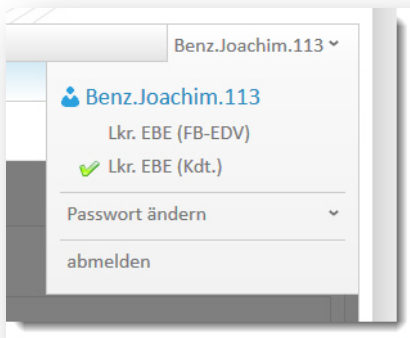 Benz.Joachim.113
Benz.Joachim.113
Lkr. EBE (FB-EDV)
Lkr. EBE (Kdt.)
Passwort ändern
abmelden